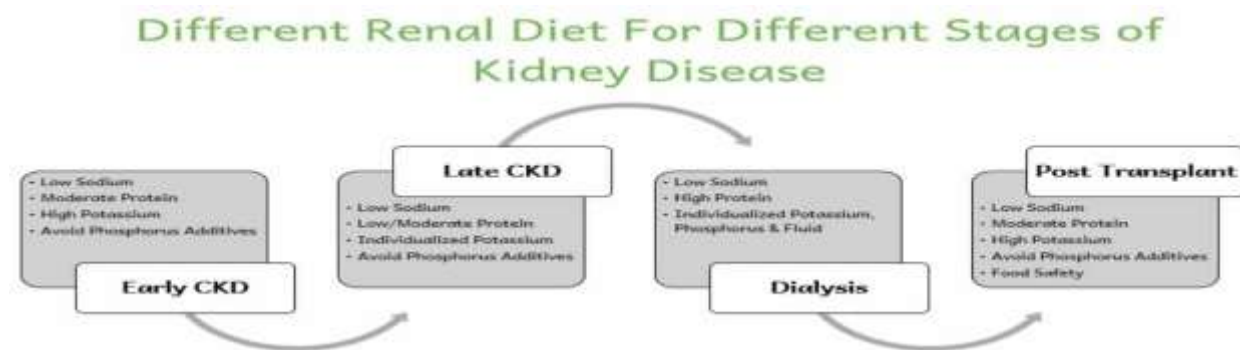 Different Renal Diet For Different Stages of
Kidney Disease
- Low Sodium
- Moderate Protein
- High Potassium
- Avoid Phosphorus Additives
Early CKD
Late CKD
- Low Sodium
- Low/Moderate Protein
- Individualized Potassium
- Avoid Phosphorus Additives
- Low Sodium
- High Protein
- Individualized Potassium,
Phosphorus & Fluid
Dialysis
Post Transplant
- Low Sodium
- Moderate Protein
- High Potassium
- Avoid Phosphorus Additives
- Food Safety